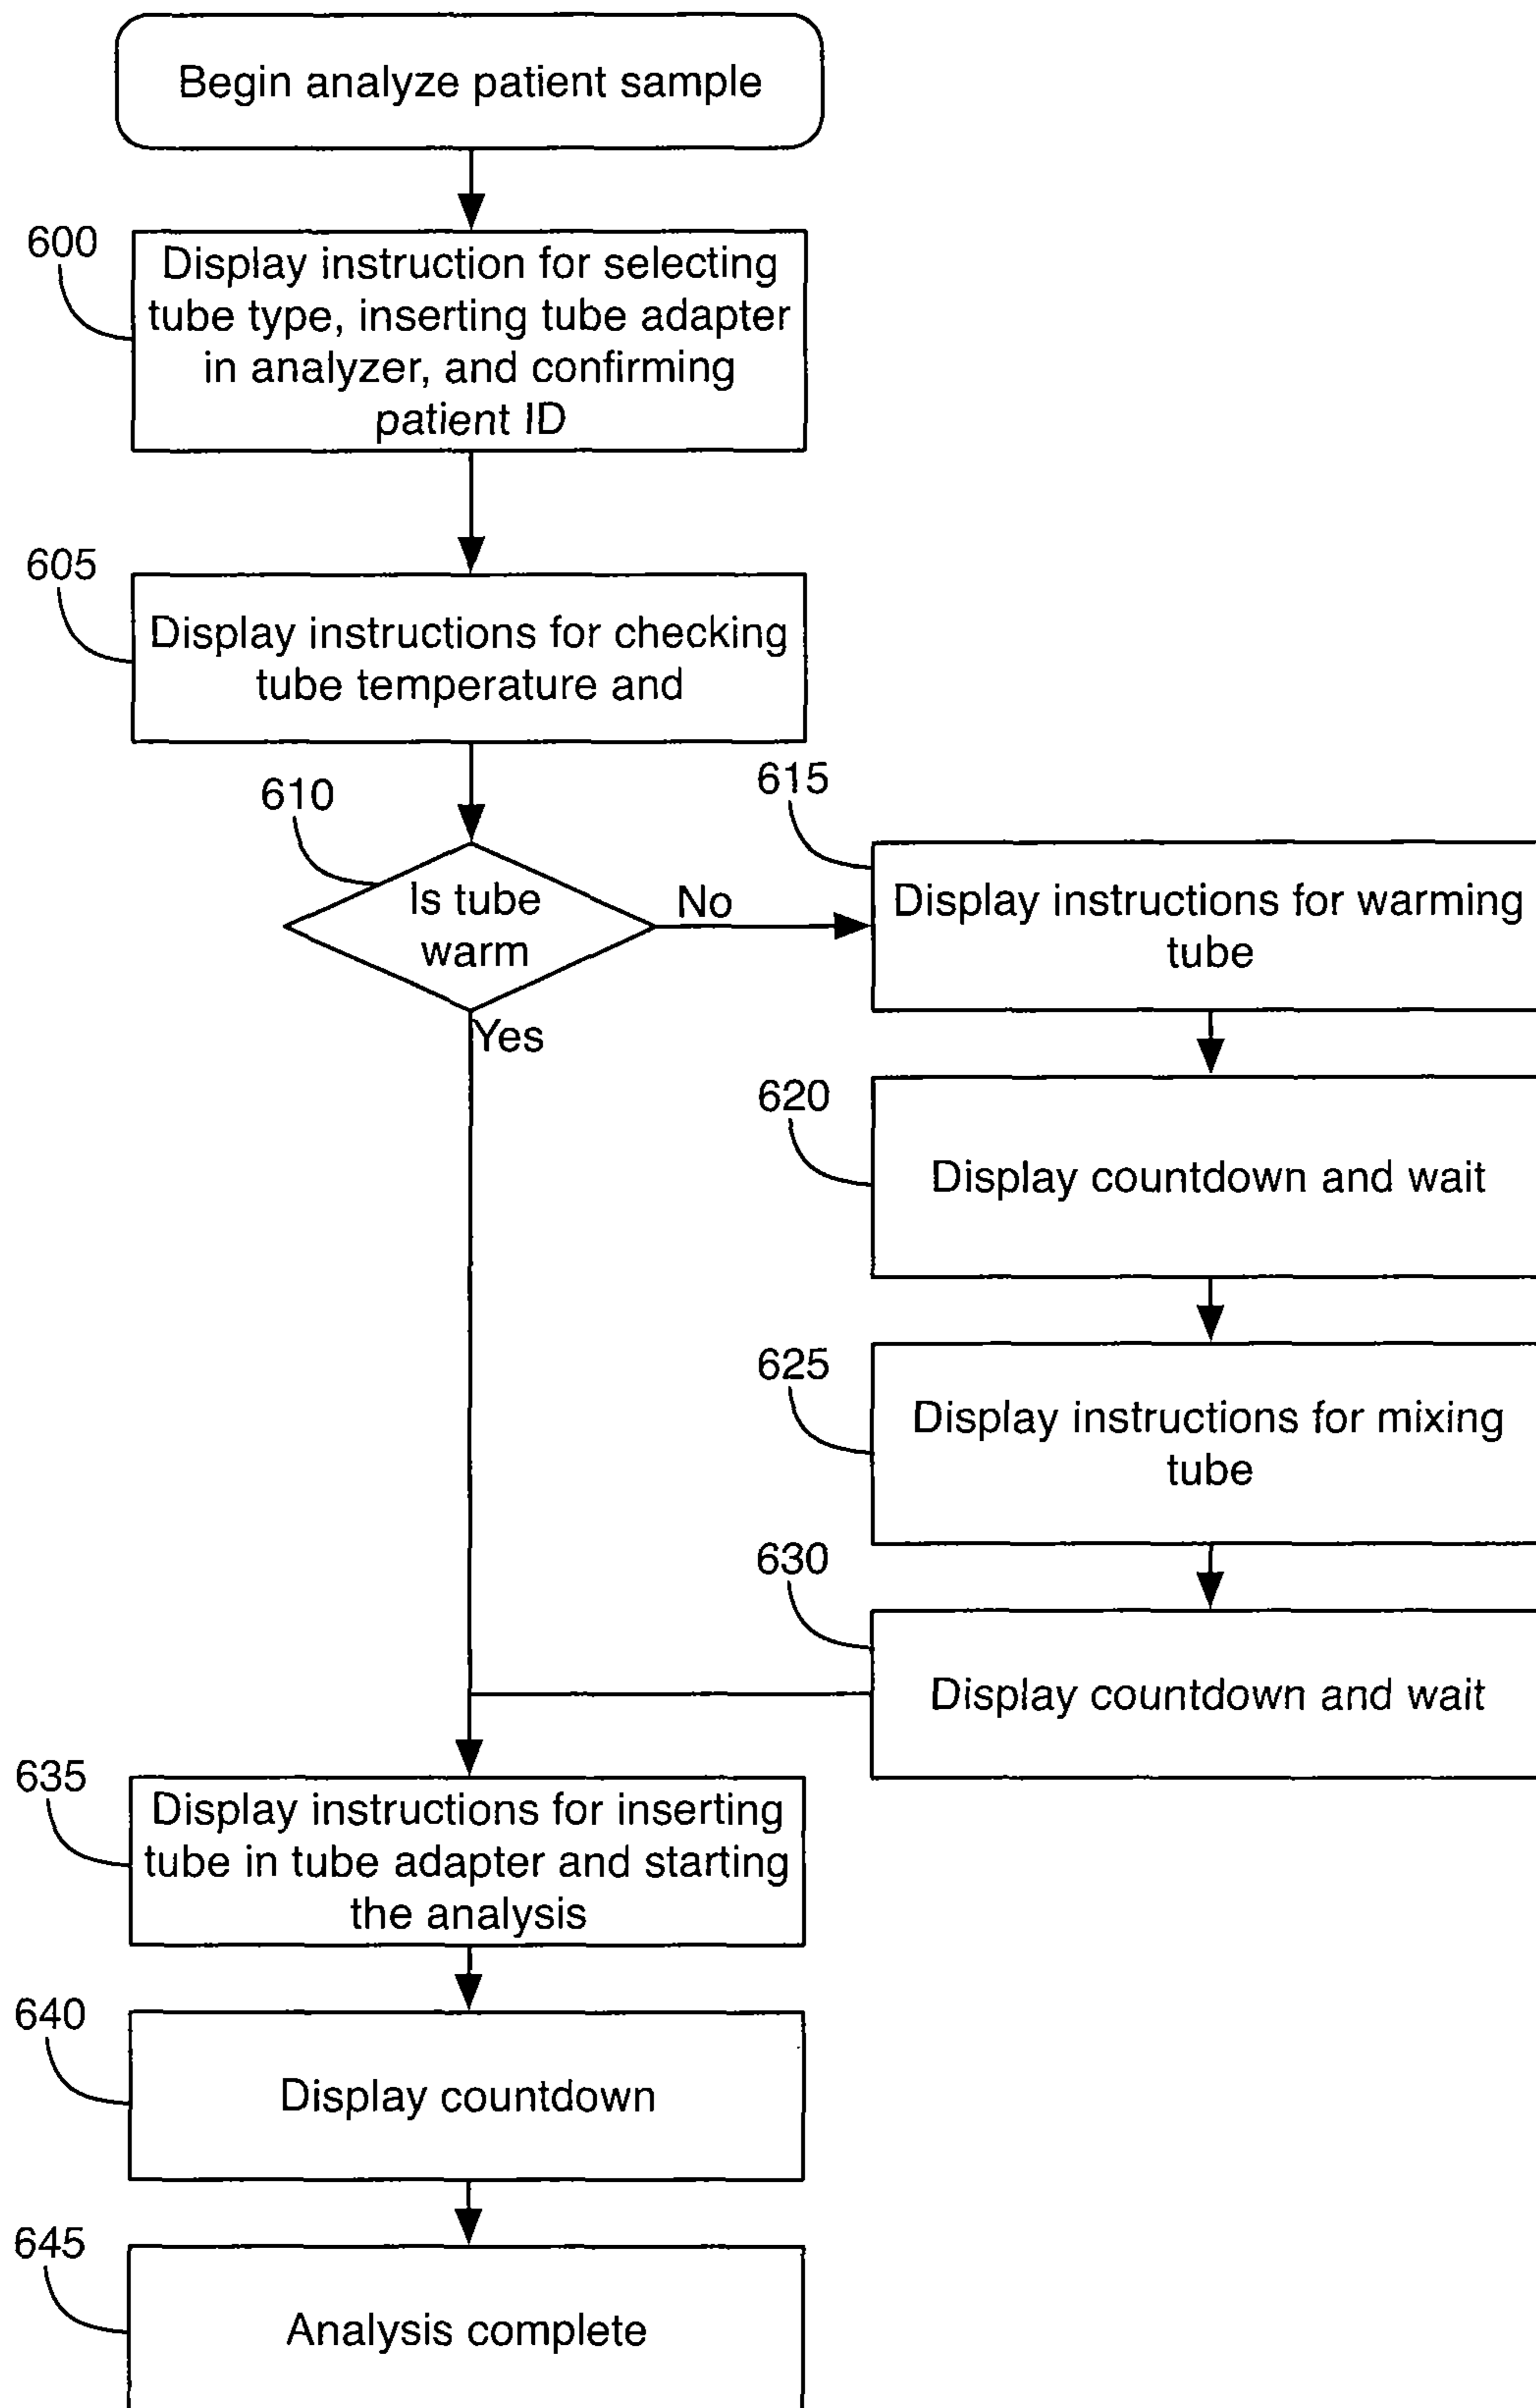 Begin analyze patient sample
600
Display instruction for selecting
tube type, inserting tube adapter
in analyzer, and confirming
patient ID
605
Display instructions for checking
tube temperature and
610
Is tube
warm
No
Yes
615
Display instructions for warming
tube
620
Display countdown and wait
625
Display instructions for mixing
tube
630
Display countdown and wait
635
Display instructions for inserting
tube in tube adapter and starting
the analysis
640
Display countdown
645
Analysis complete